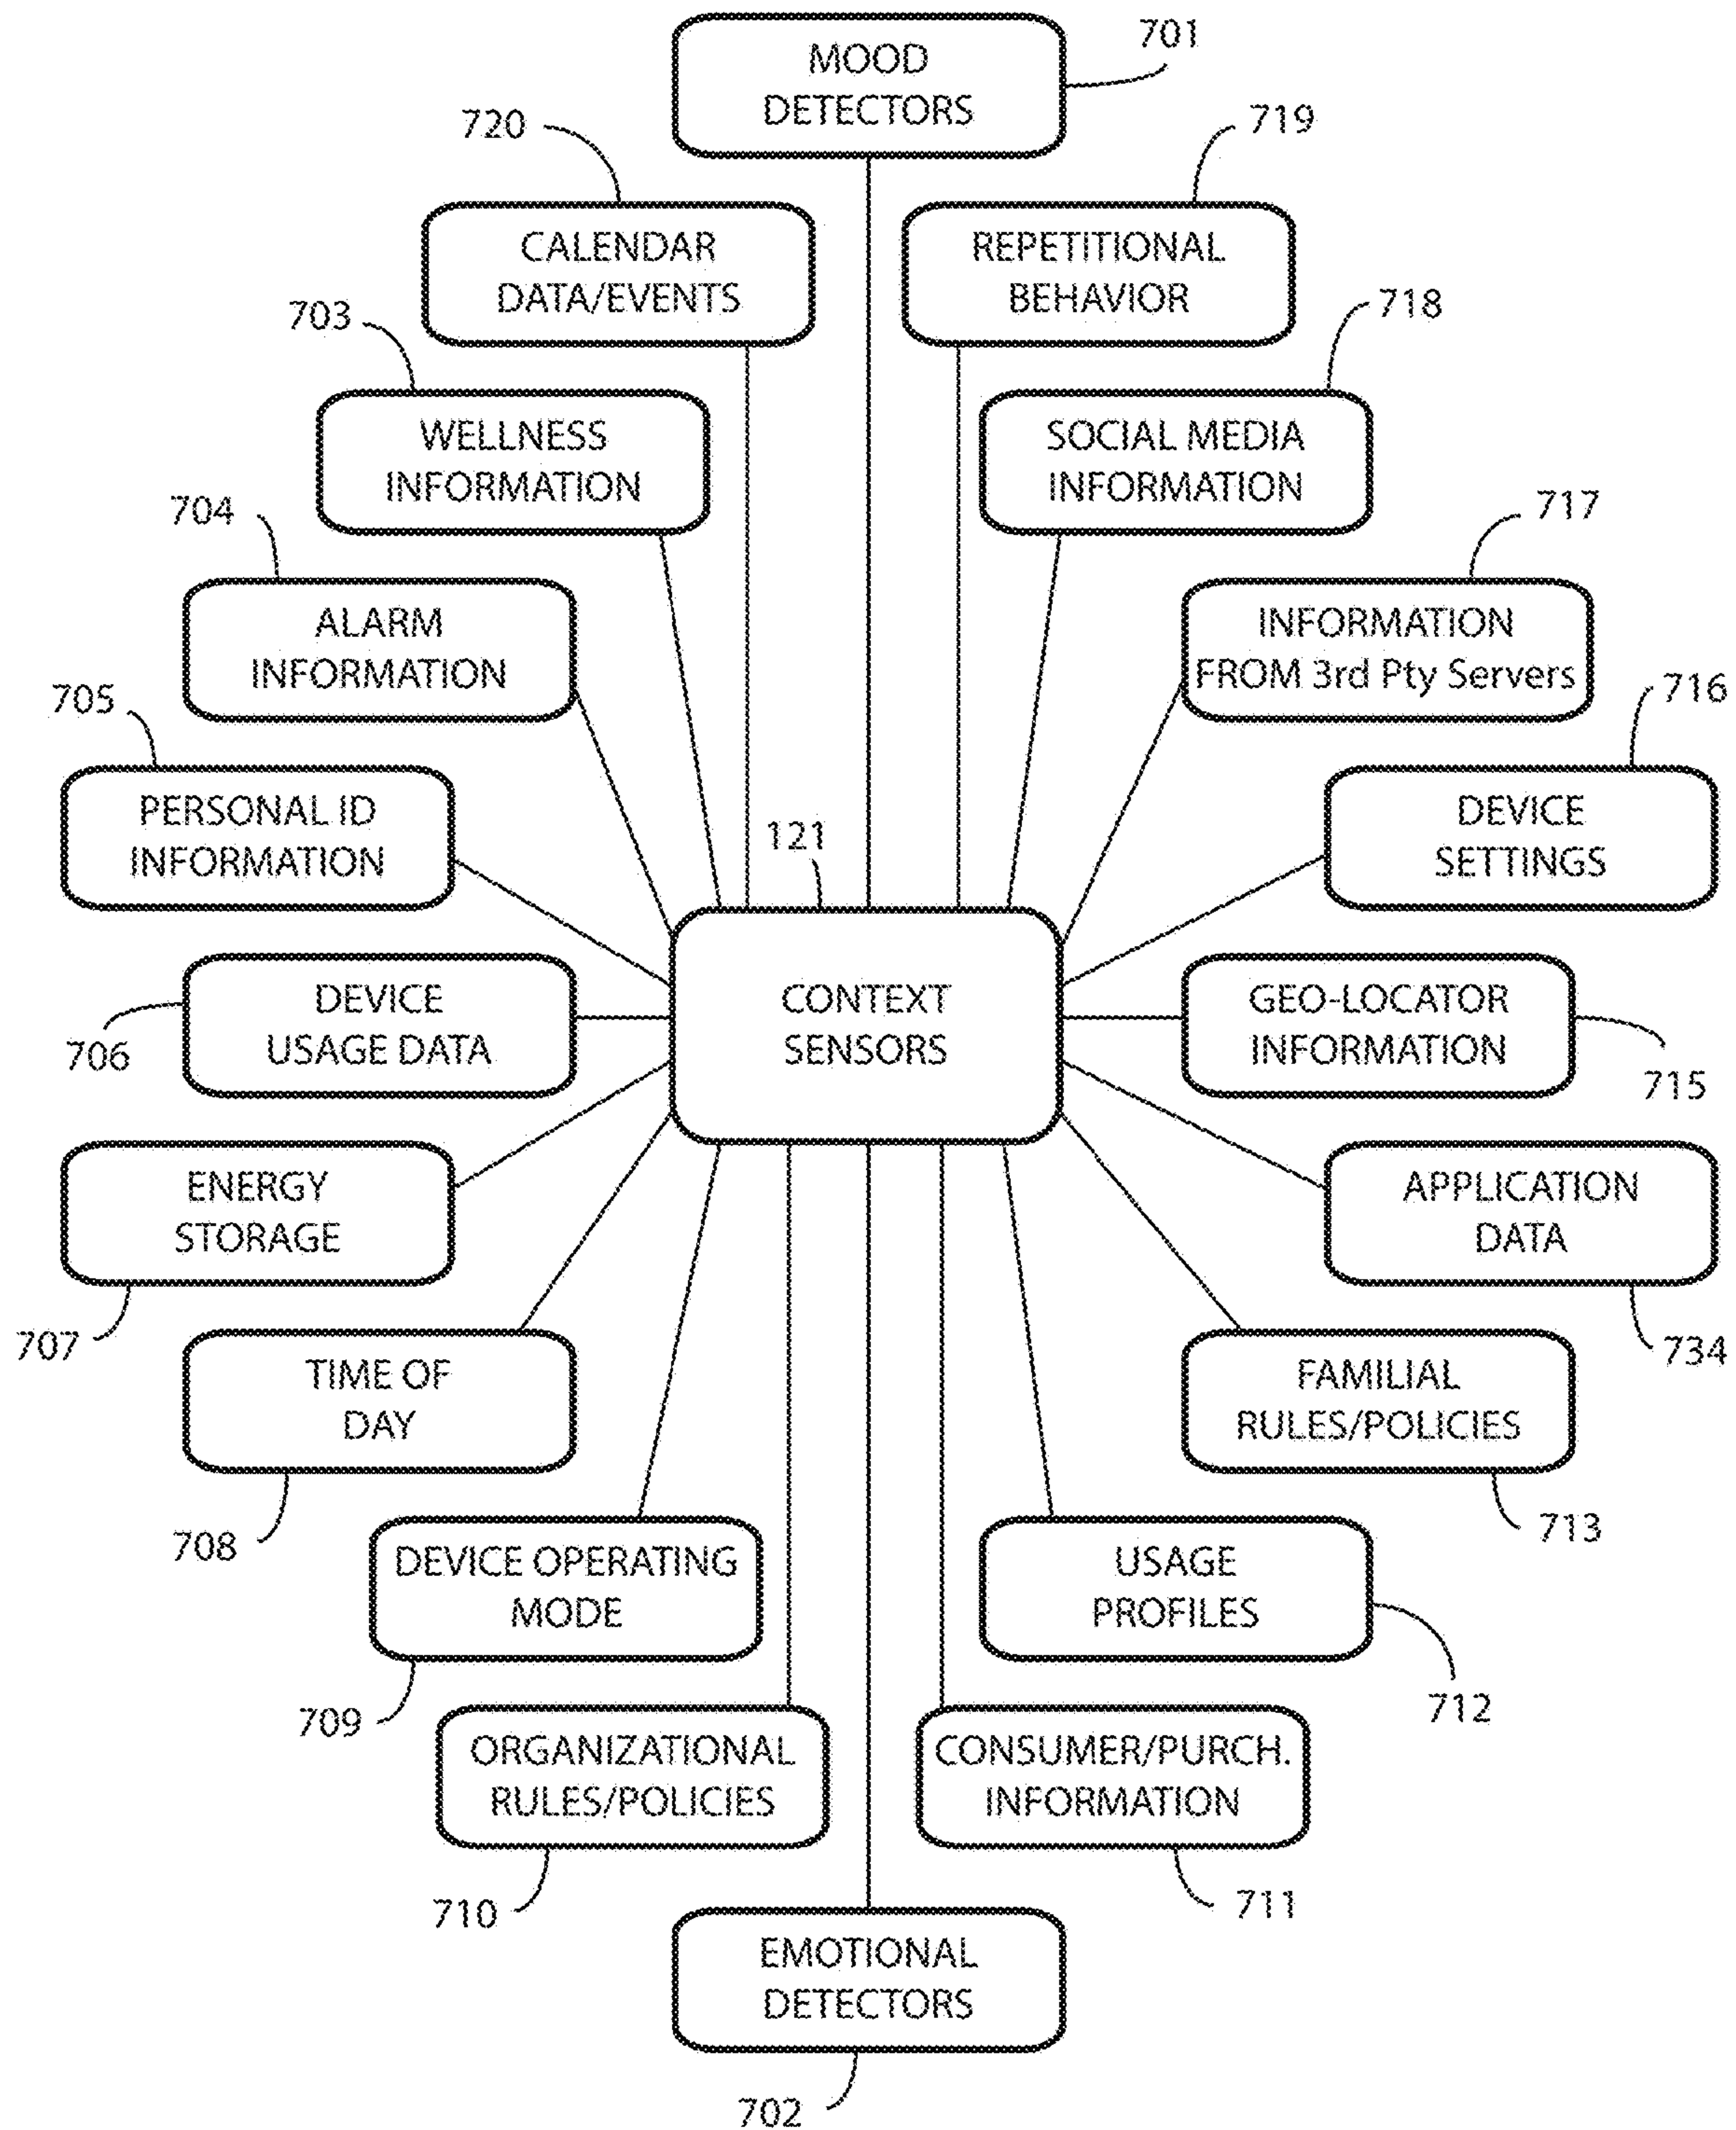 701
MOOD
DETECTORS
720
719
CALENDAR
DATA/EVENTS
REPETITIONAL
BEHAVIOR
703
718
WELLNESS
INFORMATION
SOCIAL MEDIA
INFORMATION
704
717
ALARM
INFORMATION
INFORMATION
FROM 3rd Pty Servers
705
716
PERSONAL ID
INFORMATION
DEVICE
SETTINGS
121
DEVICE
USAGE DATA
706
CONTEXT
SENSORS
GEO-LOCATOR
INFORMATION
715
ENERGY
STORAGE
707
APPLICATION
DATA
734
TIME OF
DAY
708
FAMILIAL
RULES/POLICIES
713
DEVICE OPERATING
MODE
709
USAGE
PROFILES
712
ORGANIZATIONAL
RULES/POLICIES
710
CONSUMER/PURCH.
INFORMATION
711
EMOTIONAL
DETECTORS
702